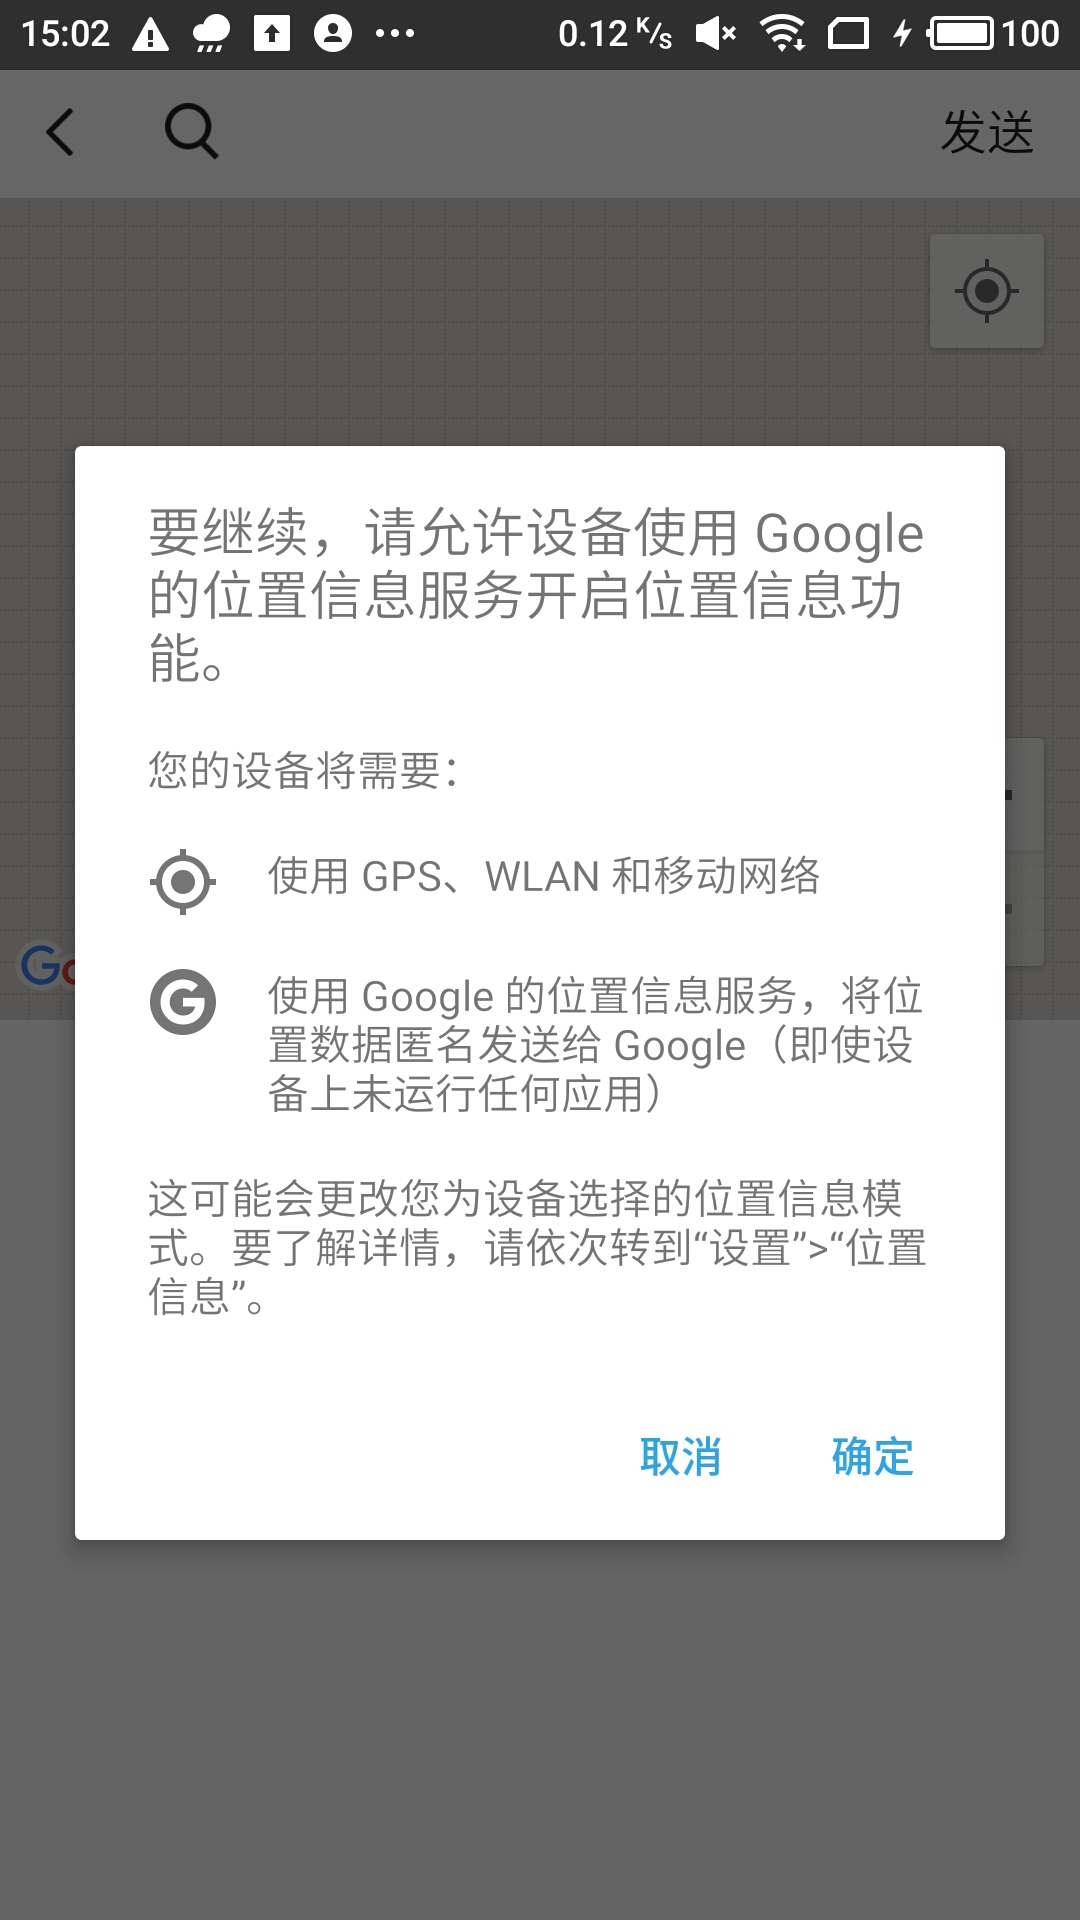 15:02 0.12 K/s 100
发送
要继续，请允许设备使用 Google
的位置信息服务开启位置信息功
能。
您的设备将需要：
使用 GPS、WLAN 和移动网络
使用 Google 的位置信息服务，将位
置数据匿名发送给 Google（即使设
备上未运行任何应用）
这可能会更改您为设备选择的位置信息模
式。要了解详情，请依次转到“设置”>“位置
信息”。
取消 确定